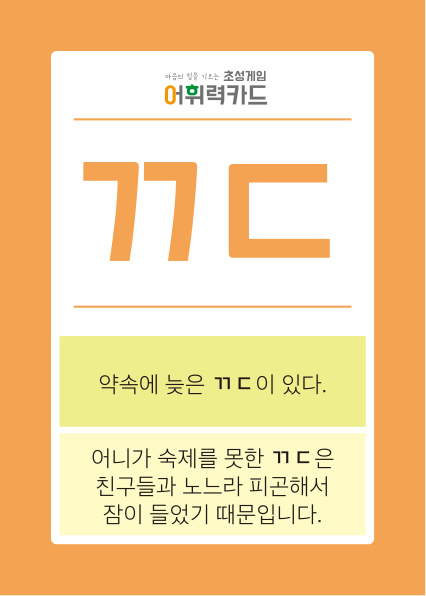 마음의 힘을 기르는 초성게임
어휘력카드
ㄲ ㄷ
약속에 늦은 ㄲ ㄷ이 있다.
어니가 숙제를 못한 ㄲ ㄷ은
친구들과 노느라 피곤해서
잠이 들었기 때문입니다.